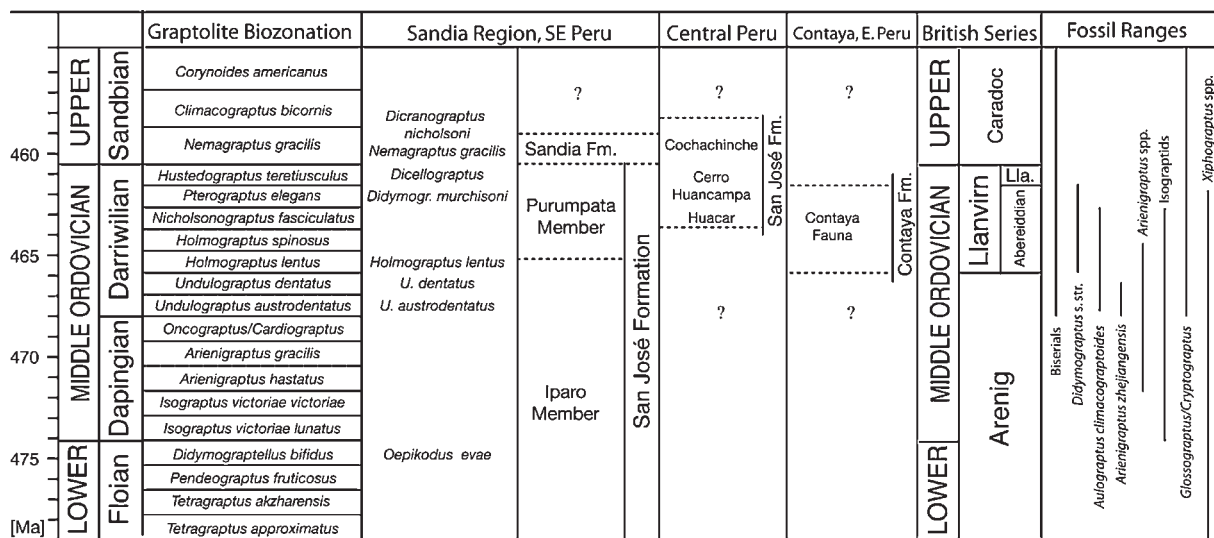 Graptolite Biozonation
Sandia Region, SE Peru
Central Peru
Contaya, E. Peru
British Series
Fossil Ranges
460
465
470
475
[Ma]
UPPER
MIDDLE ORDOVICIAN
LOWER
Sandbian
Darriwilian
Dapingian
Floian
Corynoides americanus
Climacograptus bicornis
Nemagraptus gracilis
Hustedograptus teretiusculus
Pterograptus elegans
Nicholsonograptus fasciculatus
Holmograptus spinosus
Holmograptus lentus
Undulograptus dentatus
Undulograptus austrodentatus
Oncograptus/Cardiograptus
Arienigraptus gracilis
Arienigraptus hastatus
Isograptus victoriae victoriae
Isograptus victoriae lunatus
Didymograptellus bifidus
Pendeograptus fruticosus
Tetragraptus akzharensis
Tetragraptus approximatus
Dicranograptus
nicholsoni
Nemagraptus gracilis
Dicellograptus
Didymogr. murchisoni
Holmograptus lentus
U. dentatus
U. austrodentatus
Oepikodus evae
?
Sandia Fm.
Purumpata
Member
Iparo
Member
San José Formation
?
Cochachinche
Cerro
Huancampa
Huacar
San José Fm.
?
?
Contaya
Fauna
Contaya Fm.
?
UPPER
MIDDLE ORDOVICIAN
LOWER
Caradoc
Llanvirn
Lla.
Abereiddian
Arenig
Biserials
Didymograptus s. str.
Aulograptus climacograptoides
Arienigraptus zhejiangensis
Arienigraptus spp.
Isograptids
Glossograptus/Cryptograptus
Xiphograptus spp.